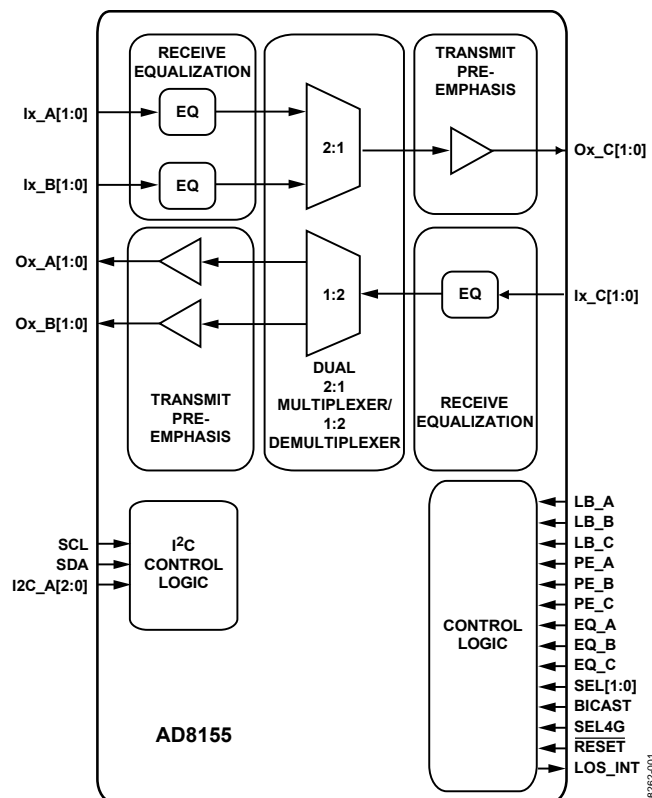 RECEIVE
EQUALIZATION
TRANSMIT
PRE-
EMPHASIS
Ix_A[1:0]
EQ
2:1
Ox_C[1:0]
Ix_B[1:0]
EQ
Ox_A[1:0]
1:2
EQ
Ix_C[1:0]
Ox_B[1:0]
TRANSMIT
PRE-
EMPHASIS
DUAL
2:1
MULTIPLEXER/
1:2
DEMULTIPLEXER
RECEIVE
EQUALIZATION
SCL
SDA
I2C_A[2:0]
I²C
CONTROL
LOGIC
CONTROL
LOGIC
LB_A
LB_B
LB_C
PE_A
PE_B
PE_C
EQ_A
EQ_B
EQ_C
SEL[1:0]
BICAST
SEL4G
RESET
LOS_INT
AD8155